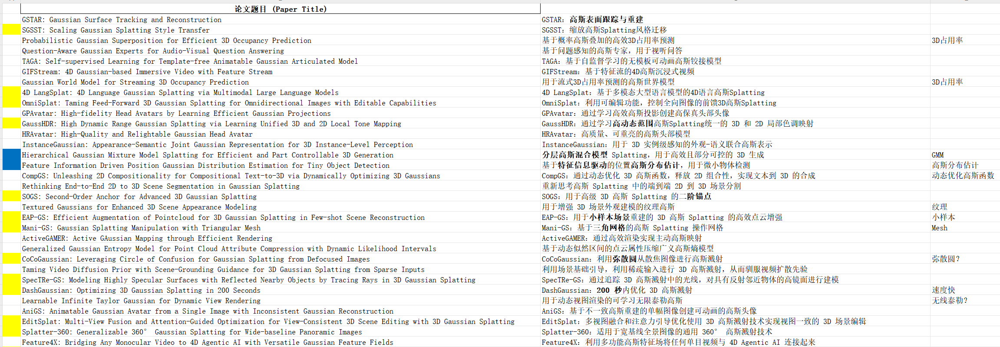 论文题目 (Paper Title)
GSTAR: Gaussian Surface Tracking and Reconstruction GSTAR: 高斯表面跟踪与重建
SGSST: Scaling Gaussian Splatting Style Transfer SGSST: 缩放高斯Splatting风格迁移
Probabilistic Gaussian Superposition for Efficient 3D Occupancy Prediction 基于概率高斯叠加的高效3D占用率预测 3D占用率
Question-Aware Gaussian Experts for Audio-Visual Question Answering 基于问题感知的高斯专家，用于视听问答
TAGA: Self-supervised Learning for Template-free Animatable Gaussian Articulated Model TAGA: 基于自监督学习的无模板可动画高斯铰接模型
GIFStream: 4D Gaussian-based Immersive Video with Feature Stream GIFStream: 基于特征流的4D高斯沉浸式视频
Gaussian World Model for Streaming 3D Occupancy Prediction 用于流式3D占用率预测的高斯世界模型 3D占用率
4D LangSplat: 4D Language Gaussian Splatting via Multimodal Large Language Models 4D LangSplat: 基于多模态大型语言模型的4D语言高斯Splatting
OmniSplat: Taming Feed-Forward 3D Gaussian Splatting for Omnidirectional Images with Editable Capabilities OmniSplat: 利用可编辑功能，控制全向图像的前馈3D高斯Splatting
GPAvatar: High-fidelity Head Avatars by Learning Efficient Gaussian Projections GPAvatar: 通过学习高效高斯投影创建高保真头部头像
GaussHDR: High Dynamic Range Gaussian Splatting via Learning Unified 3D and 2D Local Tone Mapping GaussHDR: 通过学习高动态范围高斯Splatting统一的 3D 和 2D 局部色调映射
HRAvatar: High-Quality and Relightable Gaussian Head Avatar HRAvatar: 高质量、可重亮的高斯头部模型
InstanceGaussian: Appearance-Semantic Joint Gaussian Representation for 3D Instance-Level Perception InstanceGaussian: 用于 3D 实例级感知的外观-语义联合高斯表示
Hierarchical Gaussian Mixture Model Splatting for Efficient and Part Controllable 3D Generation 分层高斯混合模型 Splatting，用于高效且部分可控的 3D 生成 GMM
Feature Information Driven Position Gaussian Distribution Estimation for Tiny Object Detection 基于特征信息驱动的位置高斯分布估计，用于微小物体检测 高斯分布估计
CompGS: Unleashing 2D Compositionality for Compositional Text-to-3D via Dynamically Optimizing 3D Gaussians CompGS: 通过动态优化 3D 高斯函数，释放 2D 组合性，实现文本到 3D 的合成 动态优化高斯函数
Rethinking End-to-End 2D to 3D Scene Segmentation in Gaussian Splatting 重新思考高斯 Splatting 中的端到端 2D 到 3D 场景分割
SOGS: Second-Order Anchor for Advanced 3D Gaussian Splatting SOGS: 用于高级 3D 高斯 Splatting 的二阶锚点
Textured Gaussians for Enhanced 3D Scene Appearance Modeling 用于增强 3D 场景外观建模的纹理高斯 纹理
EAP-GS: Efficient Augmentation of Pointcloud for 3D Gaussian Splatting in Few-shot Scene Reconstruction EAP-GS: 用于小样本场景重建的 3D 高斯 Splatting 的高效点云增强 小样本
Mani-GS: Gaussian Splatting Manipulation with Triangular Mesh Mani-GS: 基于三角网格的高斯 Splatting 操作网格 Mesh
ActiveGAMER: Active GAussian Mapping through Efficient Rendering ActiveGAMER: 通过高效渲染实现主动高斯映射
Generalized Gaussian Entropy Model for Point Cloud Attribute Compression with Dynamic Likelihood Intervals 基于动态似然区间的点云属性压缩广义高斯熵模型
CoCoGaussian: Leveraging Circle of Confusion for Gaussian Splatting from Defocused Images CoCoGaussian: 利用弥散圆从散焦图像进行高斯溅射 弥散圆？
Taming Video Diffusion Prior with Scene-Grounding Guidance for 3D Gaussian Splatting from Sparse Inputs 利用场景基础引导，利用稀疏输入进行 3D 高斯溅射，从而驯服视频扩散先验
SpecTRe-GS: Modeling Highly Specular Surfaces with Reflected Nearby Objects by Tracing Rays in 3D Gaussian Splatting SpecTRe-GS: 通过追踪 3D 高斯溅射中的光线，对具有反射邻近物体的高镜面进行建模
DashGaussian: Optimizing 3D Gaussian Splatting in 200 Seconds DashGaussian: 200 秒内优化 3D 高斯溅射 速度快
Learnable Infinite Taylor Gaussian for Dynamic View Rendering 用于动态视图渲染的可学习无限泰勒高斯 无线泰勒？
AniGS: Animatable Gaussian Avatar from a Single Image with Inconsistent Gaussian Reconstruction AniGS: 基于不一致高斯重建的单幅图像创建可动画的高斯头像
EditSplat: Multi-View Fusion and Attention-Guided Optimization for View-Consistent 3D Scene Editing with 3D Gaussian Splatting EditSplat: 多视图融合和注意力引导优化使用 3D 高斯溅射技术实现视图一致的 3D 场景编辑
Splatter-360: Generalizable 360° Gaussian Splatting for Wide-baseline Panoramic Images Splatter-360: 适用于宽基线全景图像的通用 360° 高斯溅射技术
Feature4X: Bridging Any Monocular Video to 4D Agentic AI with Versatile Gaussian Feature Fields Feature4X: 利用多功能高斯特征场将任何单目视频与 4D Agentic AI 连接起来